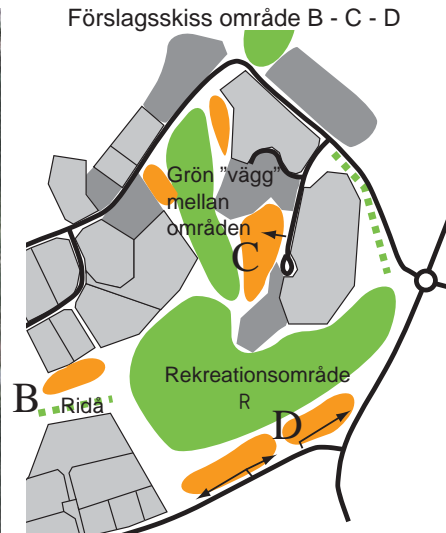 Förslagsskiss område B - C - D
Grön "vägg"
mellan
områden
C
Rekreationsområde
R
B
Ridå
D